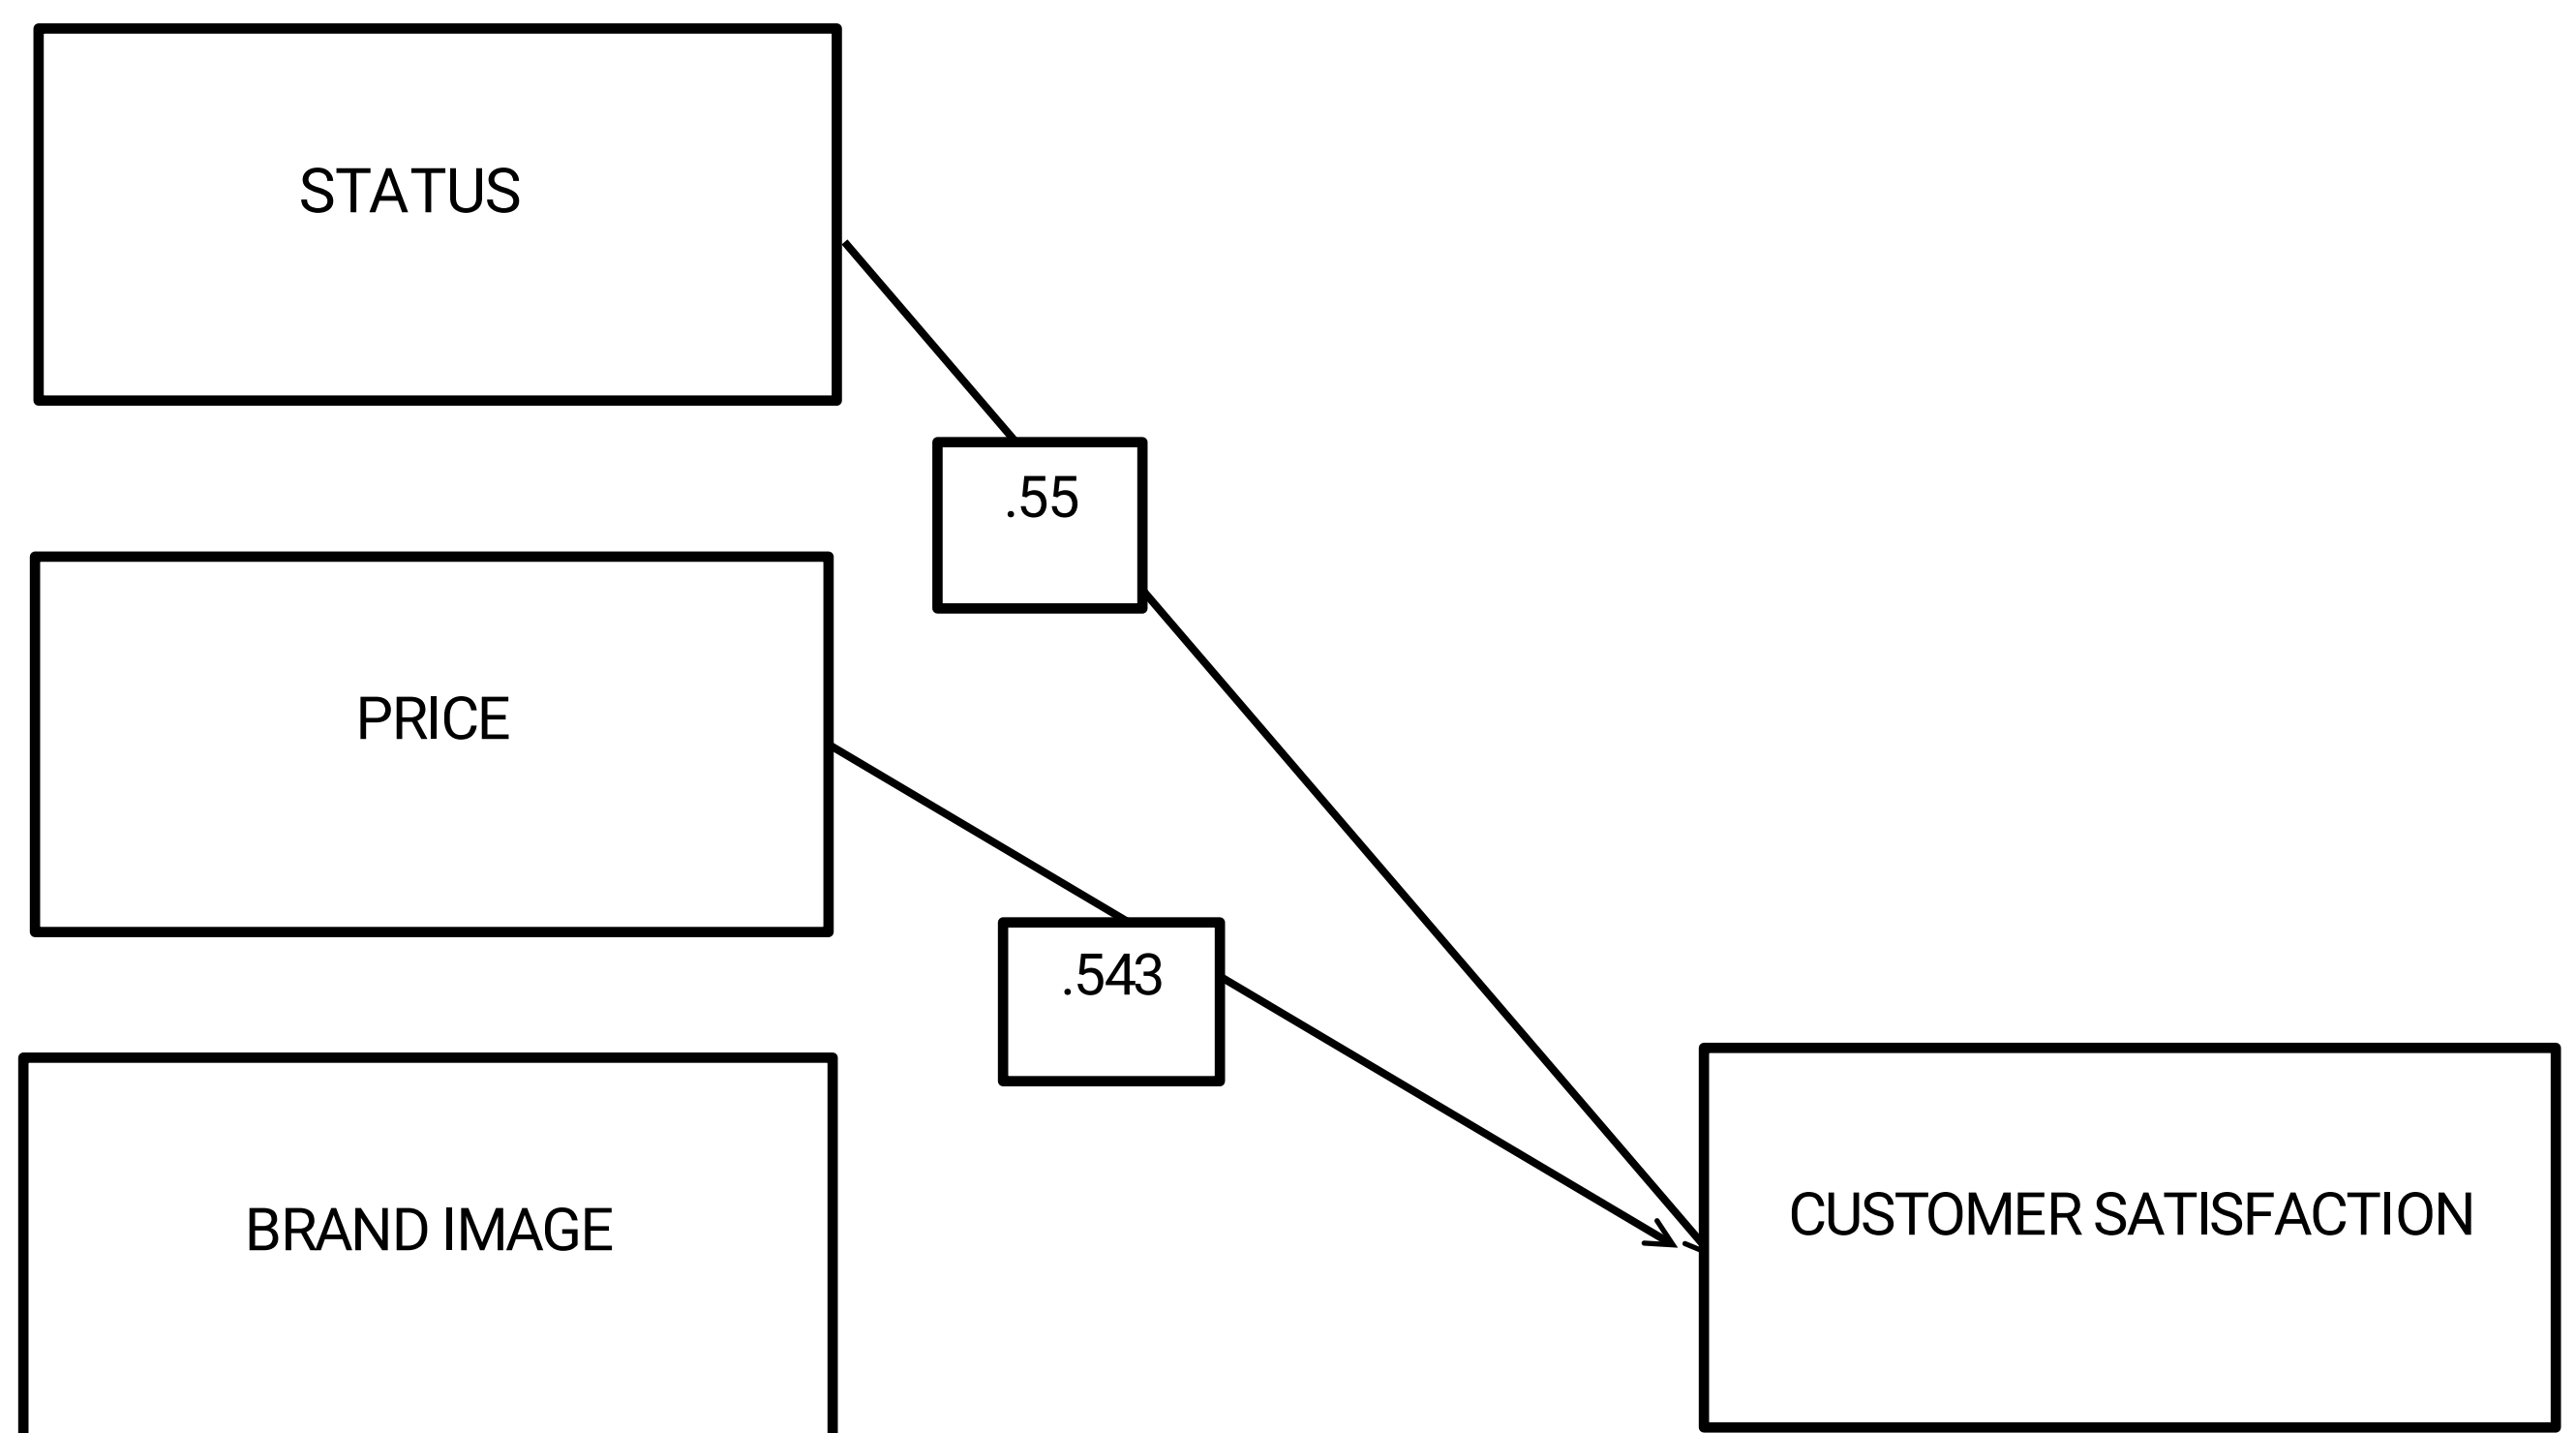 STATUS
.55
PRICE
.543
BRAND IMAGE
CUSTOMER SATISFACTION